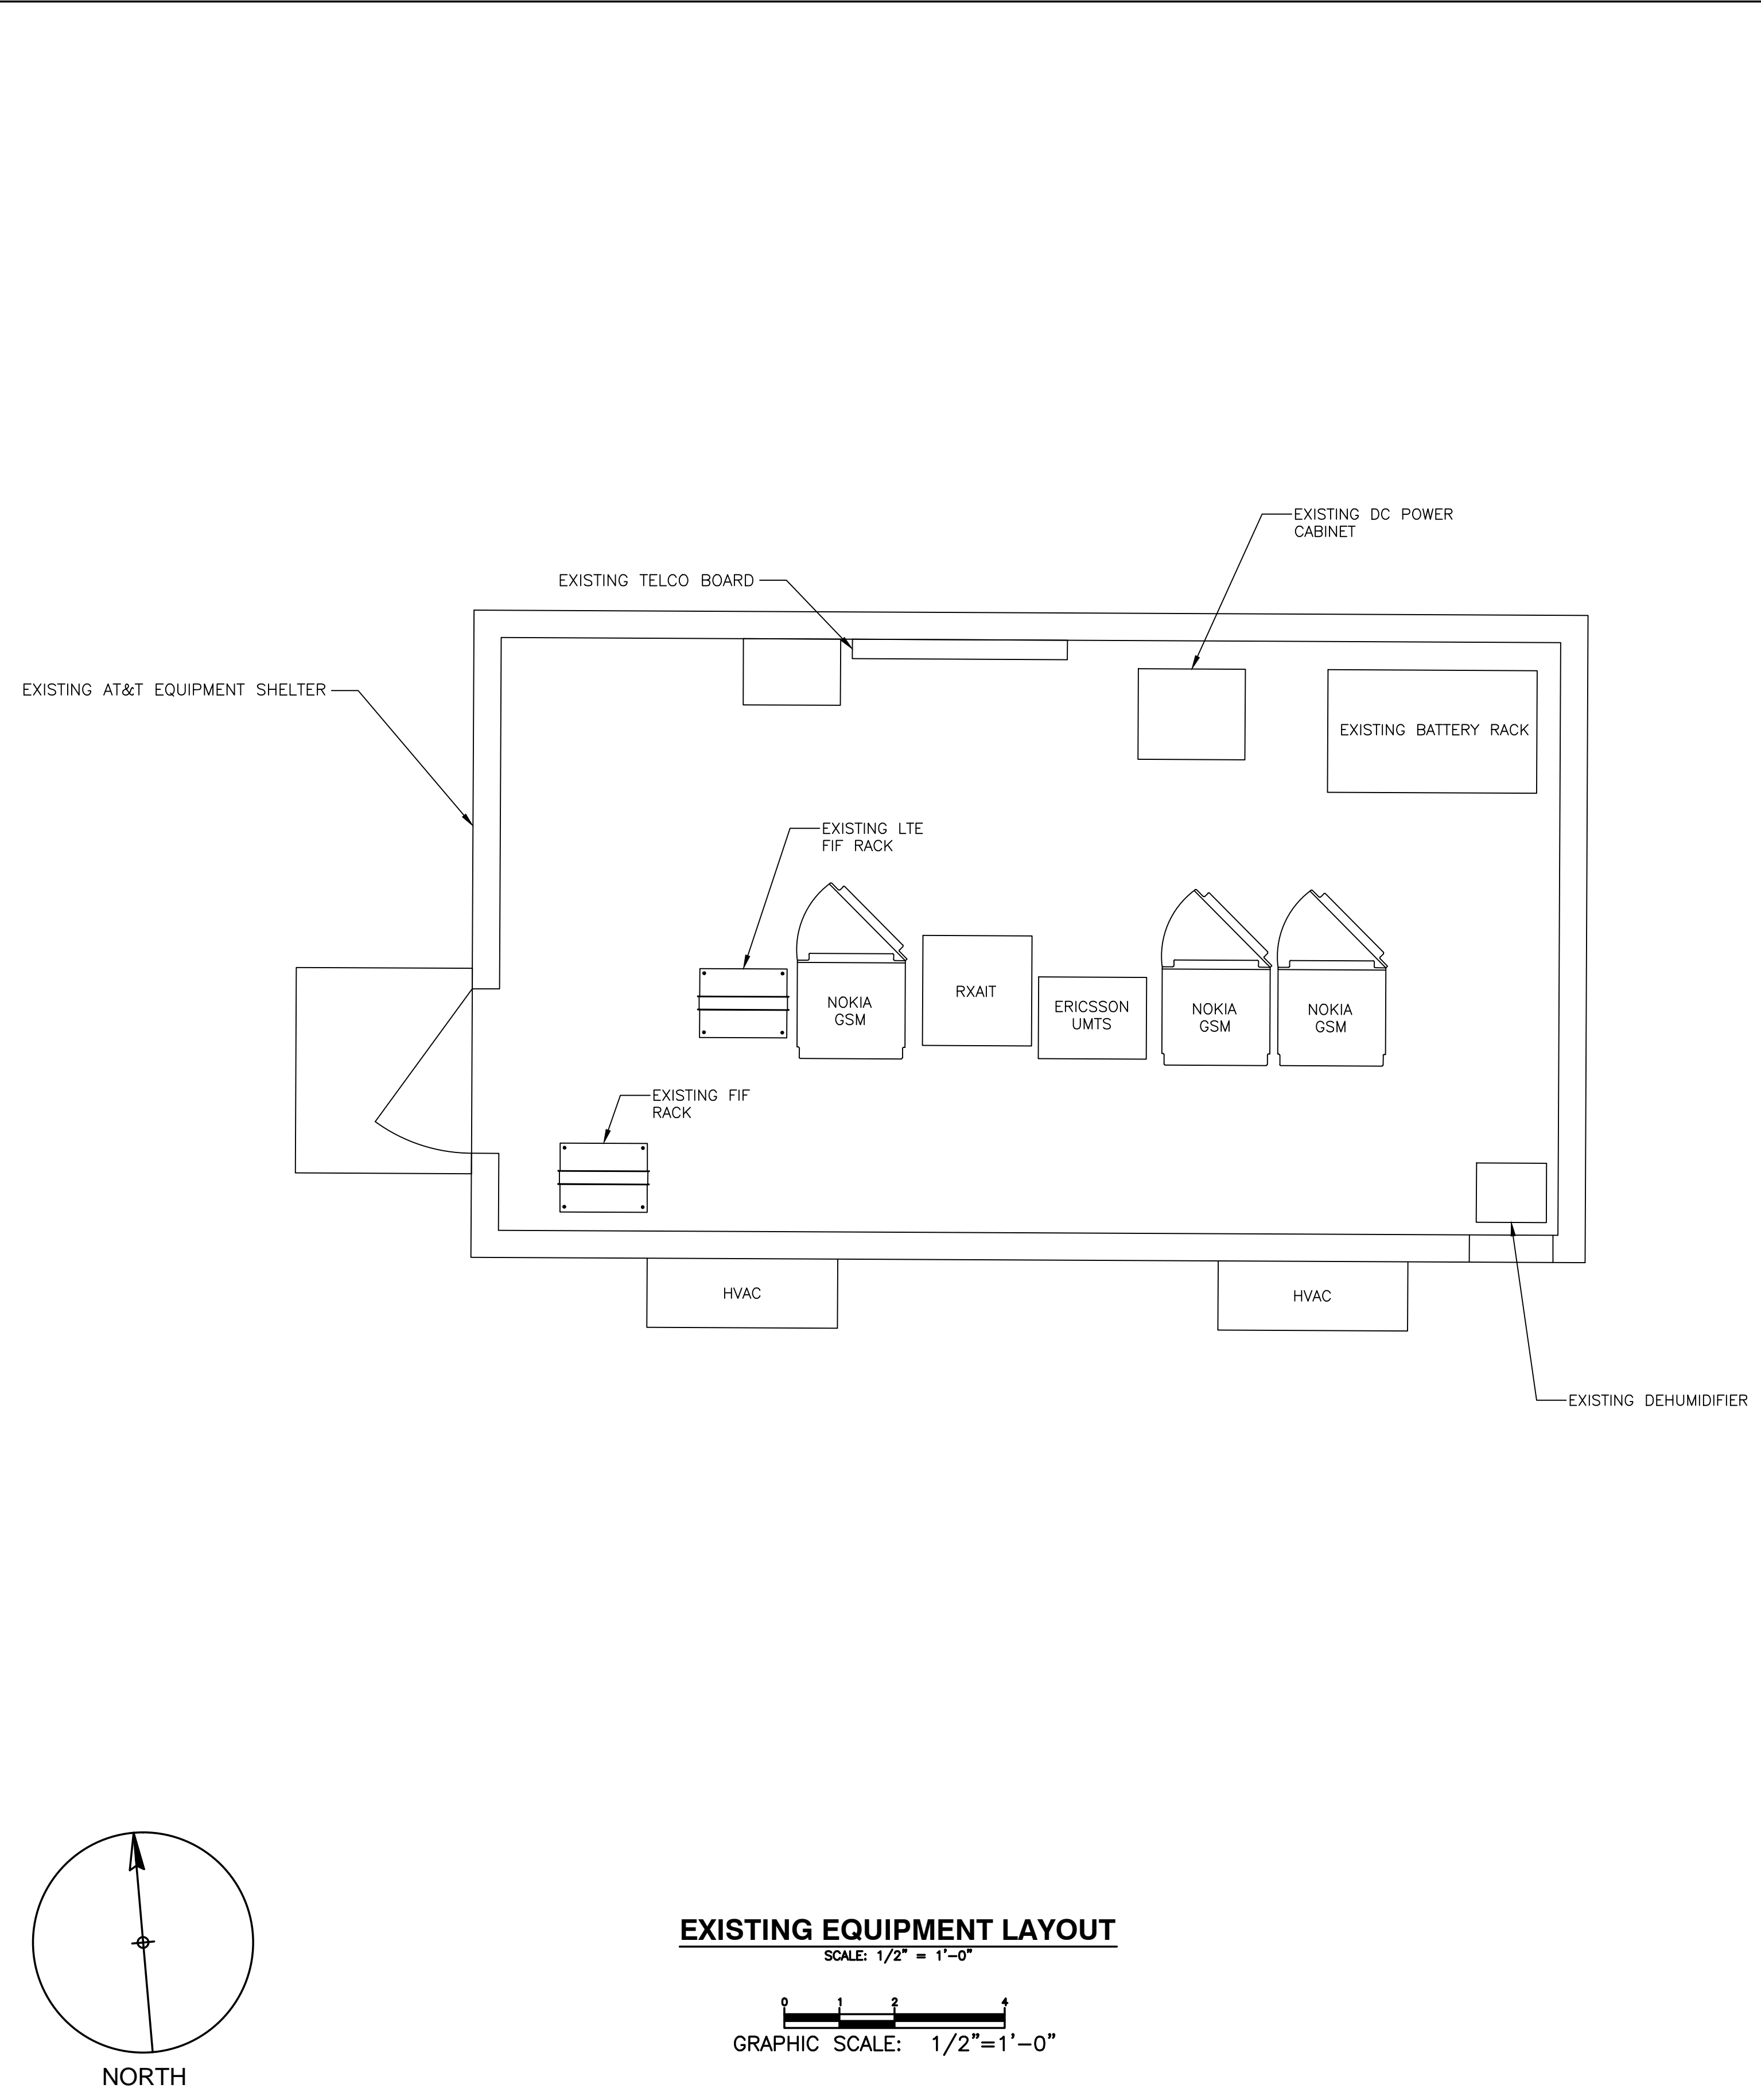 EXISTING DC POWER
CABINET
EXISTING TELCO BOARD
EXISTING AT&T EQUIPMENT SHELTER
EXISTING BATTERY RACK
EXISTING LTE
FIF RACK
NOKIA
GSM
RXAIT
ERICSSON
UMTS
NOKIA
GSM
NOKIA
GSM
EXISTING FIF
RACK
HVAC
HVAC
EXISTING DEHUMIDIFIER
EXISTING EQUIPMENT LAYOUT
SCALE: 1/2" = 1'-0"
0 1 2 4
GRAPHIC SCALE: 1/2"=1'-0"
NORTH